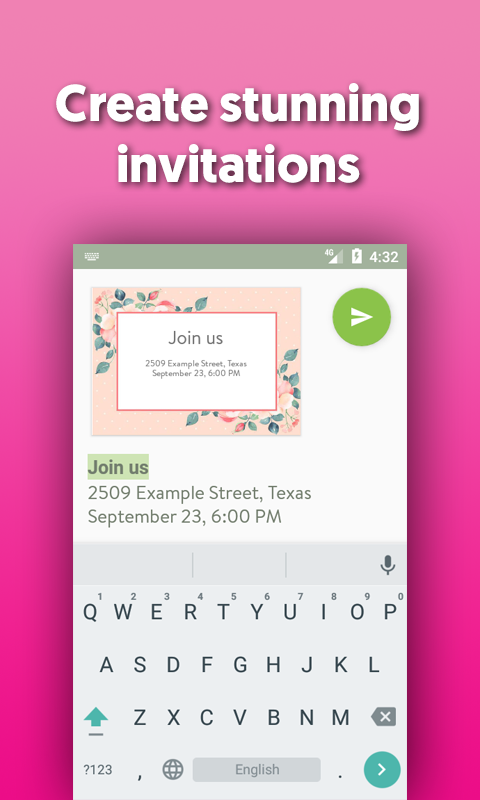 Create stunning
invitations
4G 4:32
Join us
2509 Example Street, Texas
September 23, 6:00 PM
Join us
2509 Example Street, Texas
September 23, 6:00 PM
1 2 3 4 5 6 7 8 9 0
Q W E R T Y U I O P
A S D F G H J K L
Z X C V B N M
?123 , English .